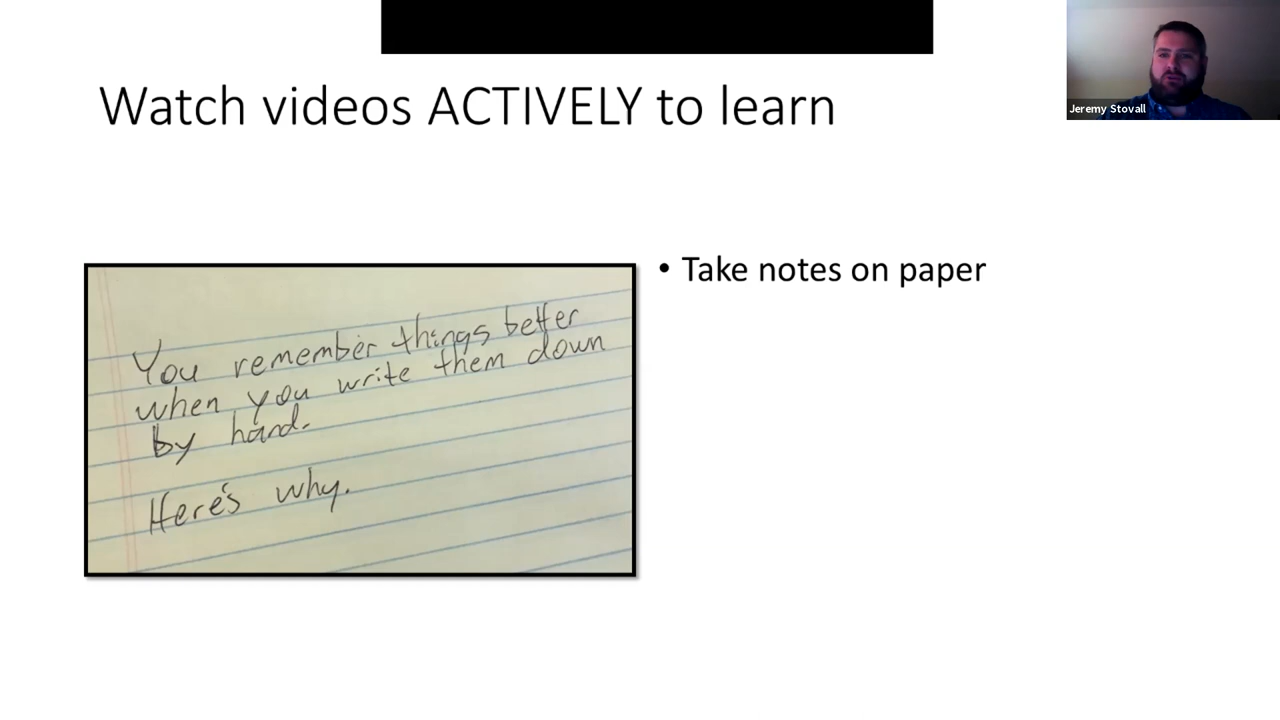 Watch videos ACTIVELY to learn
Jeremy Stovall
• Take notes on paper
You remember things better
when you write them down
by hand.
Here's why.